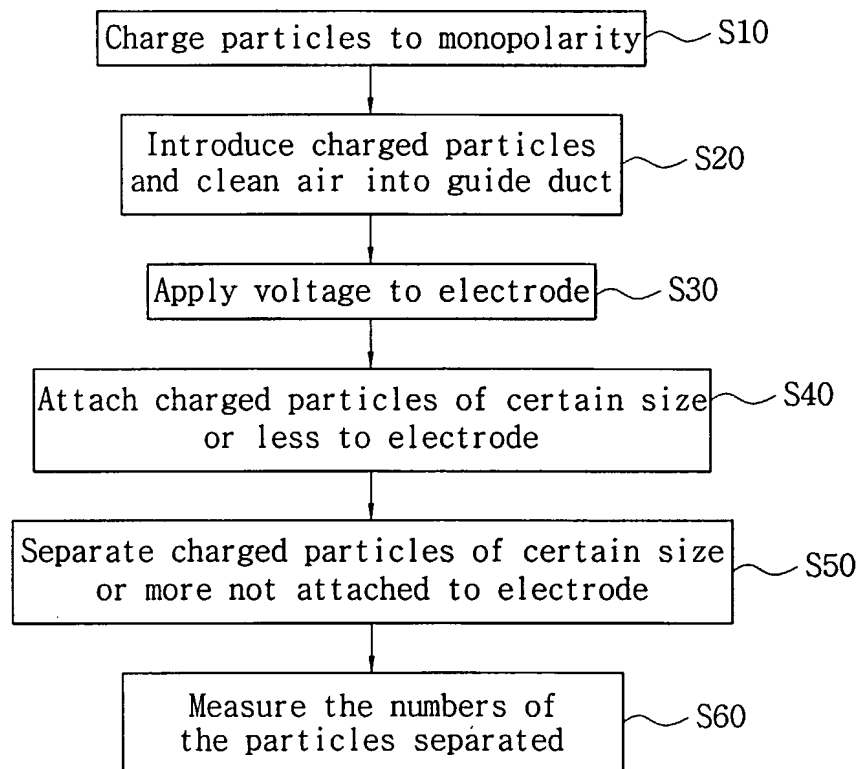 Charge particles to monopolarity
S10
Introduce charged particles
and clean air into guide duct
S20
Apply voltage to electrode
S30
Attach charged particles of certain size
or less to electrode
S40
Separate charged particles of certain size
or more not attached to electrode
S50
Measure the numbers of
the particles separated
S60